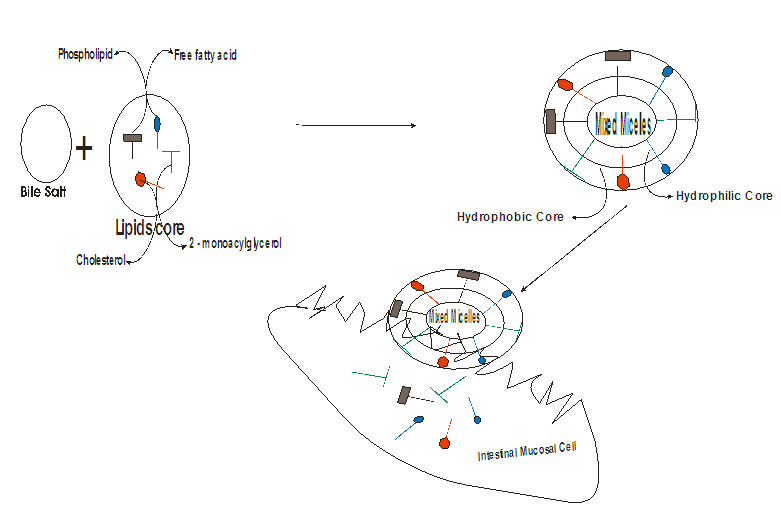 Phospholipid
Free fatty acid
Bile Salt
+
Lipids core
2 - monoacylglycerol
Cholesterol
Mixed Miceles
Hydrophilic Core
Hydrophobic Core
Mixed Micelles
Intestinal Mucosal Cell